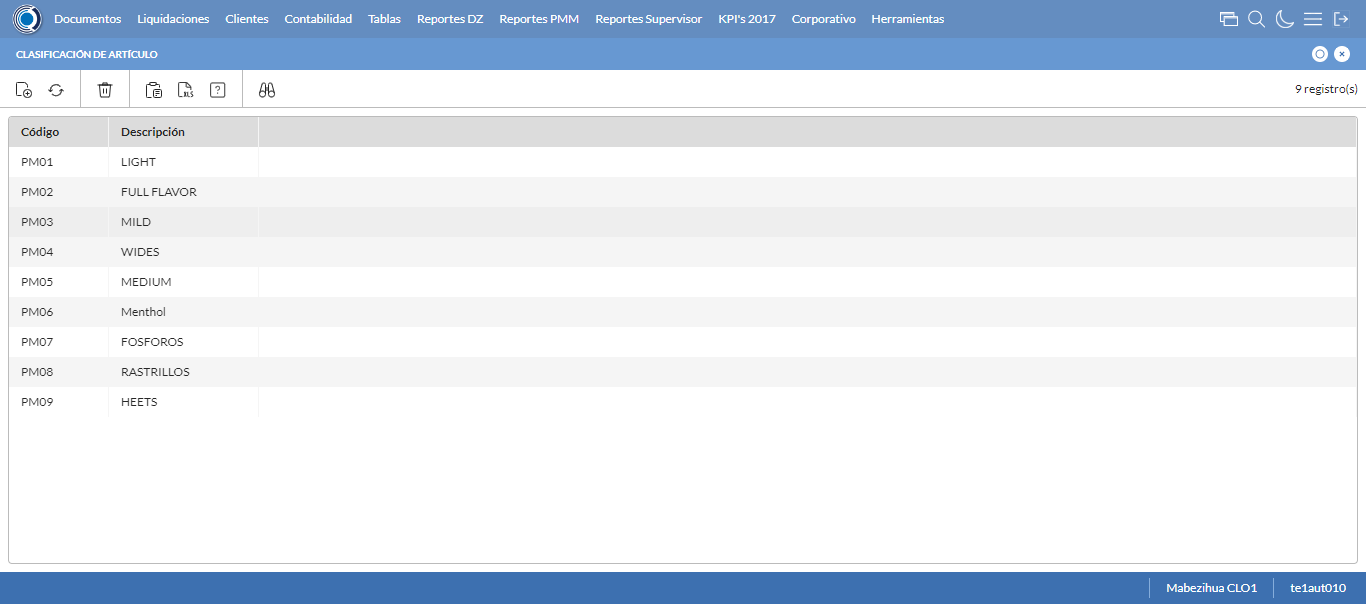 Documentos Liquidaciones Clientes Contabilidad Tablas Reportes DZ Reportes PMM Reportes Supervisor KPI's 2017 Corporativo Herramientas
CLASIFICACIÓN DE ARTÍCULO
XLS ? 9 registro(s)
Código Descripción
PM01 LIGHT
PM02 FULL FLAVOR
PM03 MILD
PM04 WIDES
PM05 MEDIUM
PM06 Menthol
PM07 FOSFOROS
PM08 RASTRILLOS
PM09 HEETS
Mabezihua CLO1 te1aut010